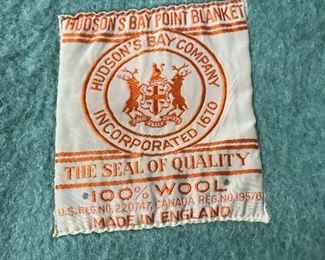 HUDSON'S BAY POINT BLANKET
HUDSON'S BAY COMPANY
INCORPORATED 1670
THE SEAL OF QUALITY
100% WOOL
U.S. REG. NO. 220747, CANADA REG. NO. 19576
MADE IN ENGLAND